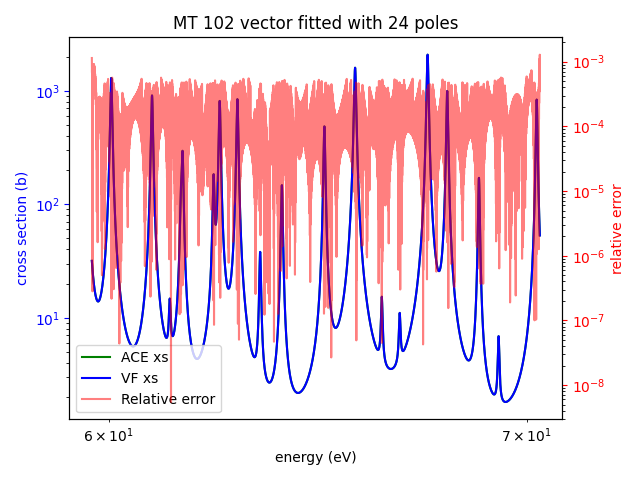 MT 102 vector fitted with 24 poles
cross section (b)
10³
10²
10¹
10⁻³
10⁻⁴
10⁻⁵
10⁻⁶
10⁻⁷
10⁻⁸
relative error
ACE xs
VF xs
Relative error
6 × 10¹
7 × 10¹
energy (eV)